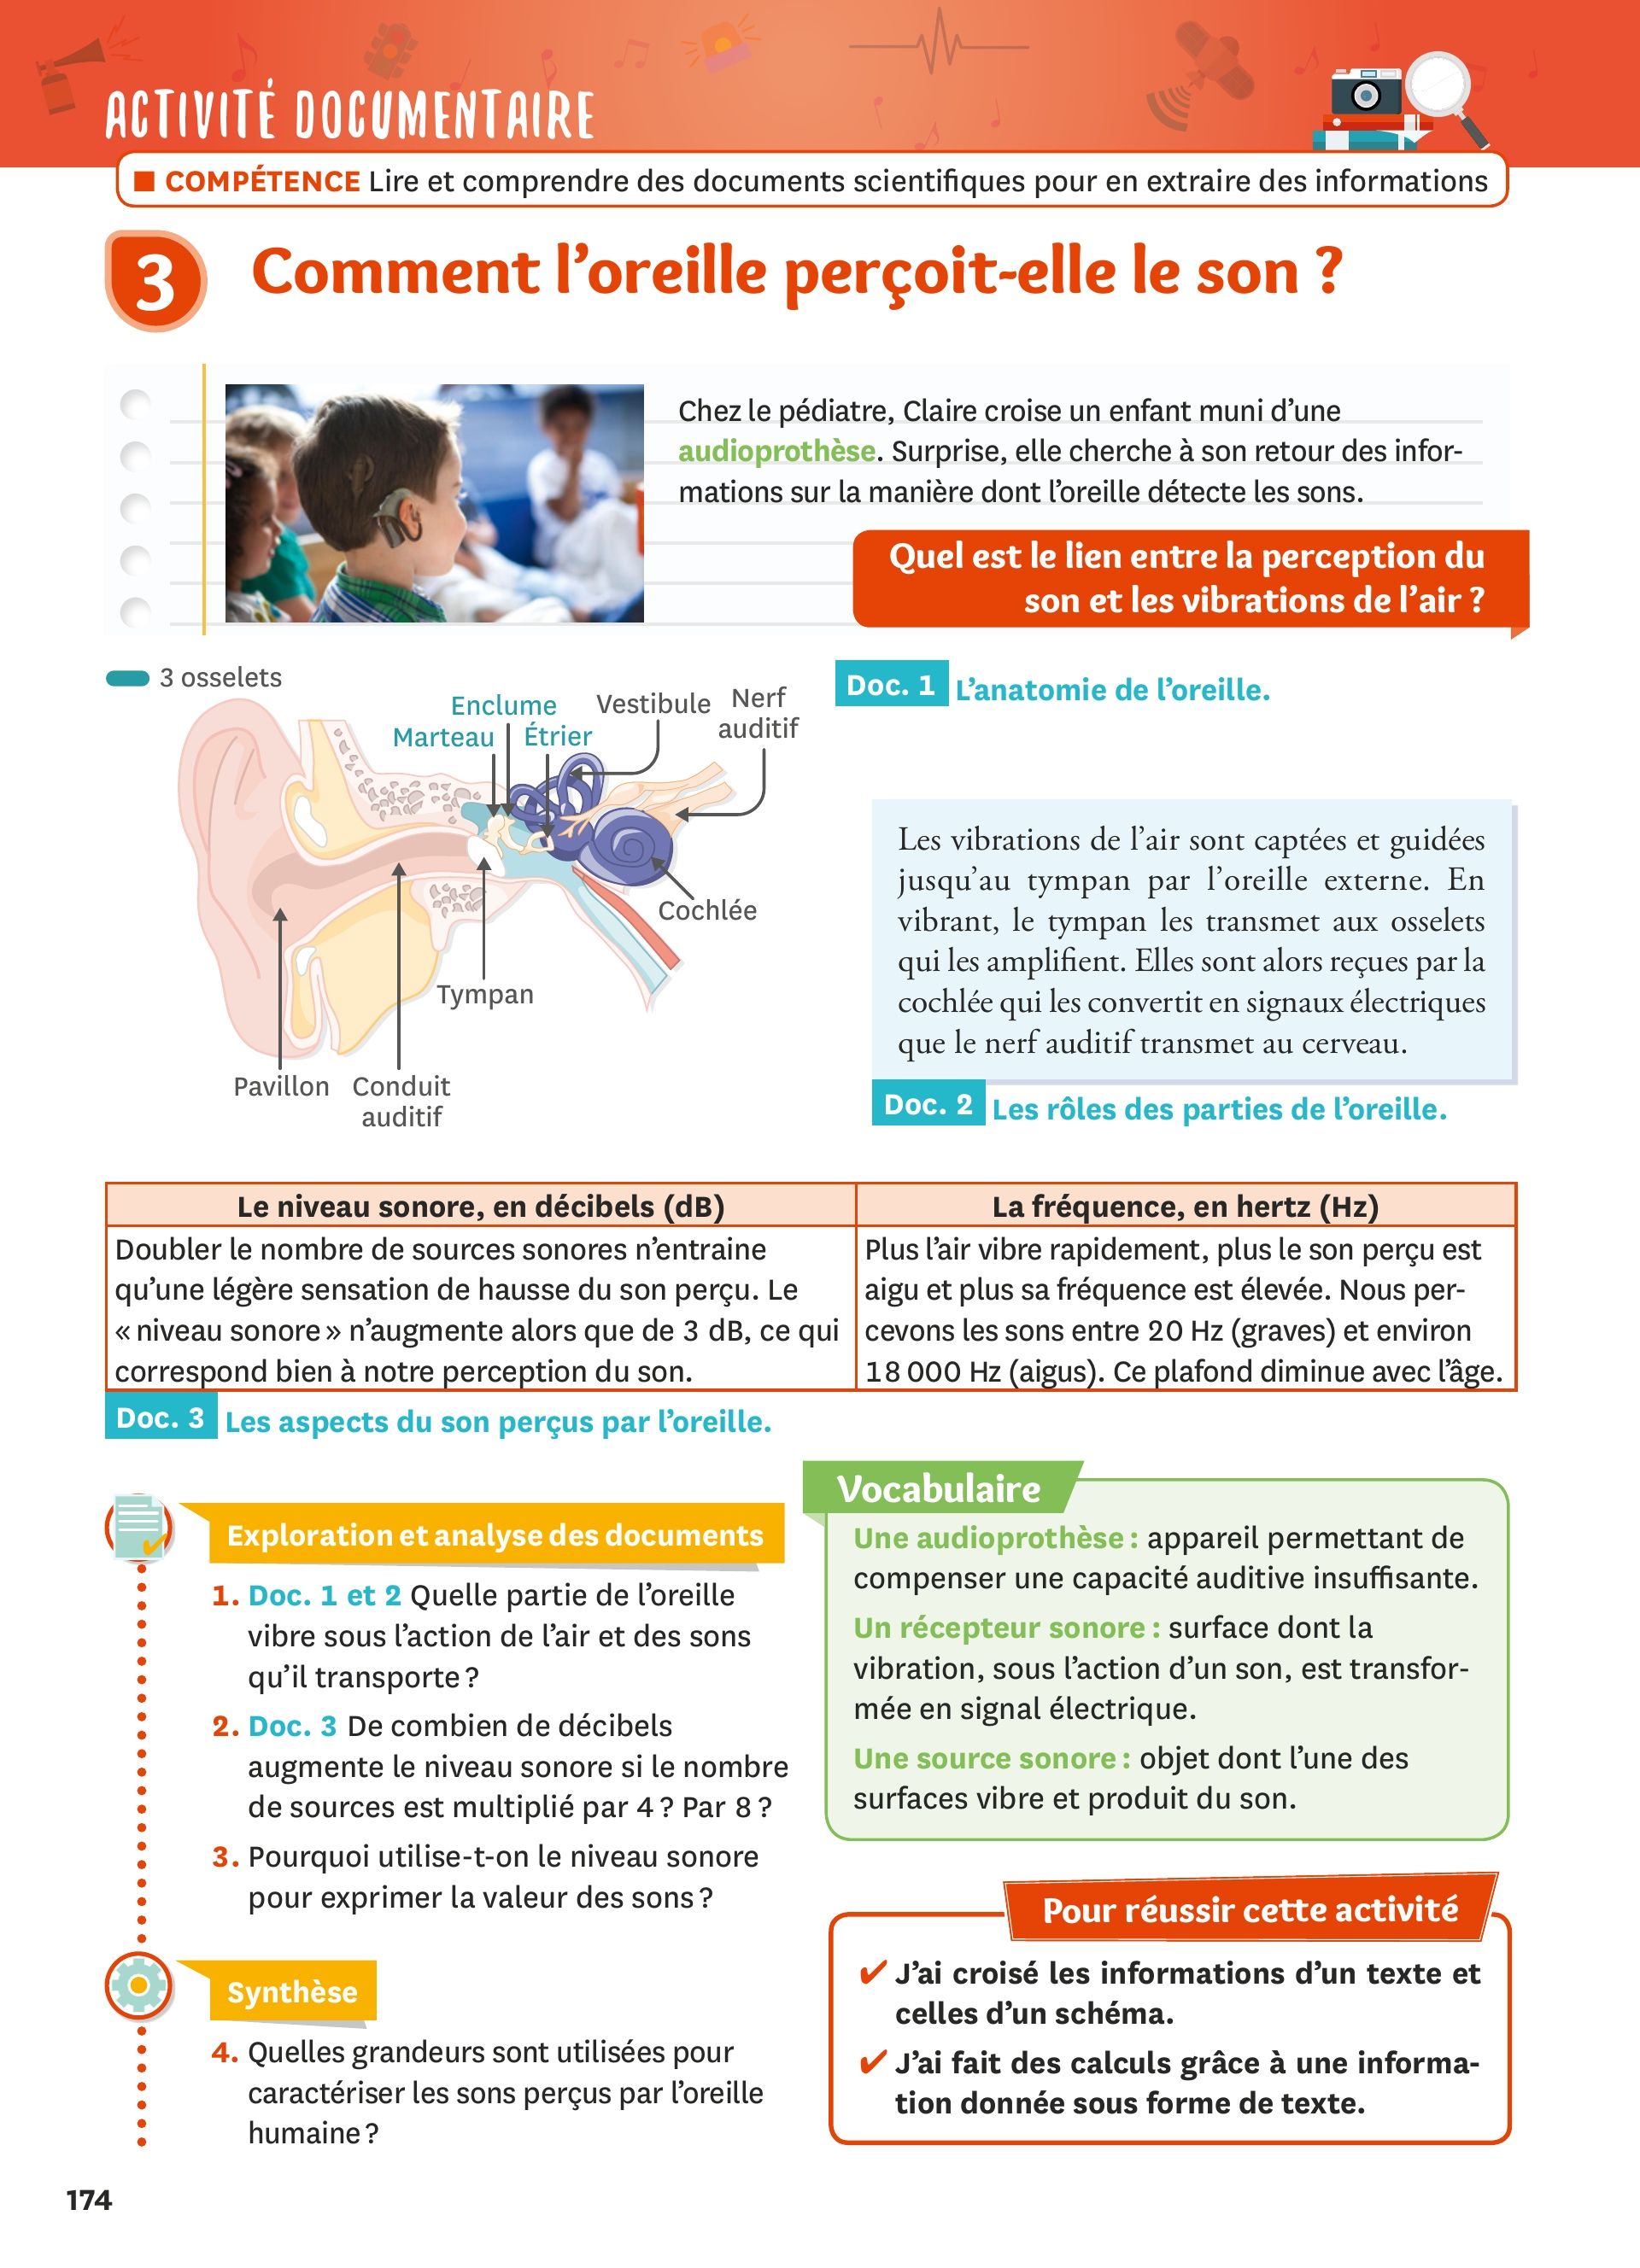 ACTIVITÉ DOCUMENTAIRE
■ COMPÉTENCE Lire et comprendre des documents scientifiques pour en extraire des informations
3 Comment l’oreille perçoit-elle le son ?
Chez le pédiatre, Claire croise un enfant muni d’une
audioprothèse. Surprise, elle cherche à son retour des infor-
mations sur la manière dont l’oreille détecte les sons.
Quel est le lien entre la perception du
son et les vibrations de l’air ?
3 osselets
Enclume
Marteau
Étrier
Vestibule
Nerf
auditif
Cochlée
Tympan
Pavillon
Conduit
auditif
Doc. 1 L’anatomie de l’oreille.
Les vibrations de l’air sont captées et guidées
jusqu’au tympan par l’oreille externe. En
vibrant, le tympan les transmet aux osselets
qui les amplifient. Elles sont alors reçues par la
cochlée qui les convertit en signaux électriques
que le nerf auditif transmet au cerveau.
Doc. 2 Les rôles des parties de l’oreille.
Le niveau sonore, en décibels (dB)
Doubler le nombre de sources sonores n’entraine
qu’une légère sensation de hausse du son perçu. Le
« niveau sonore » n’augmente alors que de 3 dB, ce qui
correspond bien à notre perception du son.
La fréquence, en hertz (Hz)
Plus l’air vibre rapidement, plus le son perçu est
aigu et plus sa fréquence est élevée. Nous per-
cevons les sons entre 20 Hz (graves) et environ
18 000 Hz (aigus). Ce plafond diminue avec l’âge.
Doc. 3 Les aspects du son perçus par l’oreille.
Exploration et analyse des documents
1. Doc. 1 et 2 Quelle partie de l’oreille
vibre sous l’action de l’air et des sons
qu’il transporte ?
2. Doc. 3 De combien de décibels
augmente le niveau sonore si le nombre
de sources est multiplié par 4 ? Par 8 ?
3. Pourquoi utilise-t-on le niveau sonore
pour exprimer la valeur des sons ?
Synthèse
4. Quelles grandeurs sont utilisées pour
caractériser les sons perçus par l’oreille
humaine ?
Vocabulaire
Une audioprothèse : appareil permettant de
compenser une capacité auditive insuffisante.
Un récepteur sonore : surface dont la
vibration, sous l’action d’un son, est transfor-
mée en signal électrique.
Une source sonore : objet dont l’une des
surfaces vibre et produit du son.
Pour réussir cette activité
✔ J’ai croisé les informations d’un texte et
celles d’un schéma.
✔ J’ai fait des calculs grâce à une informa-
tion donnée sous forme de texte.
174